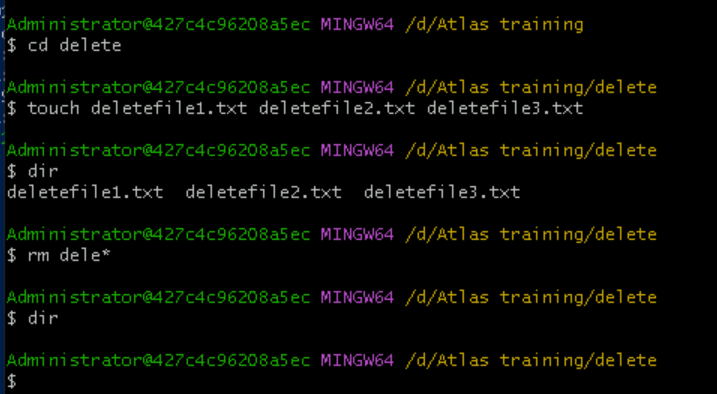 Administrator@427c4c96208a5ec MINGW64 /d/Atlas training
$ cd delete
Administrator@427c4c96208a5ec MINGW64 /d/Atlas training/delete
$ touch deletefile1.txt deletefile2.txt deletefile3.txt
Administrator@427c4c96208a5ec MINGW64 /d/Atlas training/delete
$ dir
deletefile1.txt  deletefile2.txt  deletefile3.txt
Administrator@427c4c96208a5ec MINGW64 /d/Atlas training/delete
$ rm dele*
Administrator@427c4c96208a5ec MINGW64 /d/Atlas training/delete
$ dir
Administrator@427c4c96208a5ec MINGW64 /d/Atlas training/delete
$